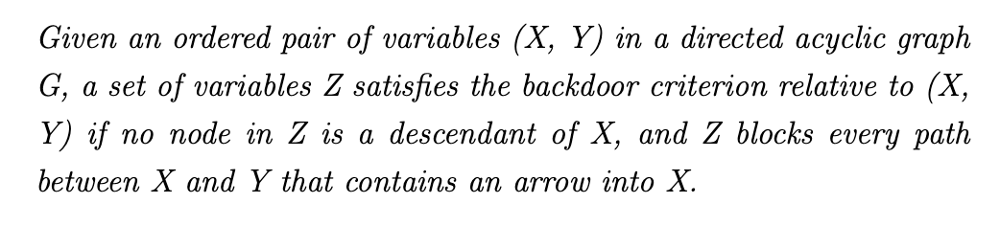 Given an ordered pair of variables (X, Y) in a directed acyclic graph
G, a set of variables Z satisfies the backdoor criterion relative to (X,
Y) if no node in Z is a descendant of X, and Z blocks every path
between X and Y that contains an arrow into X.